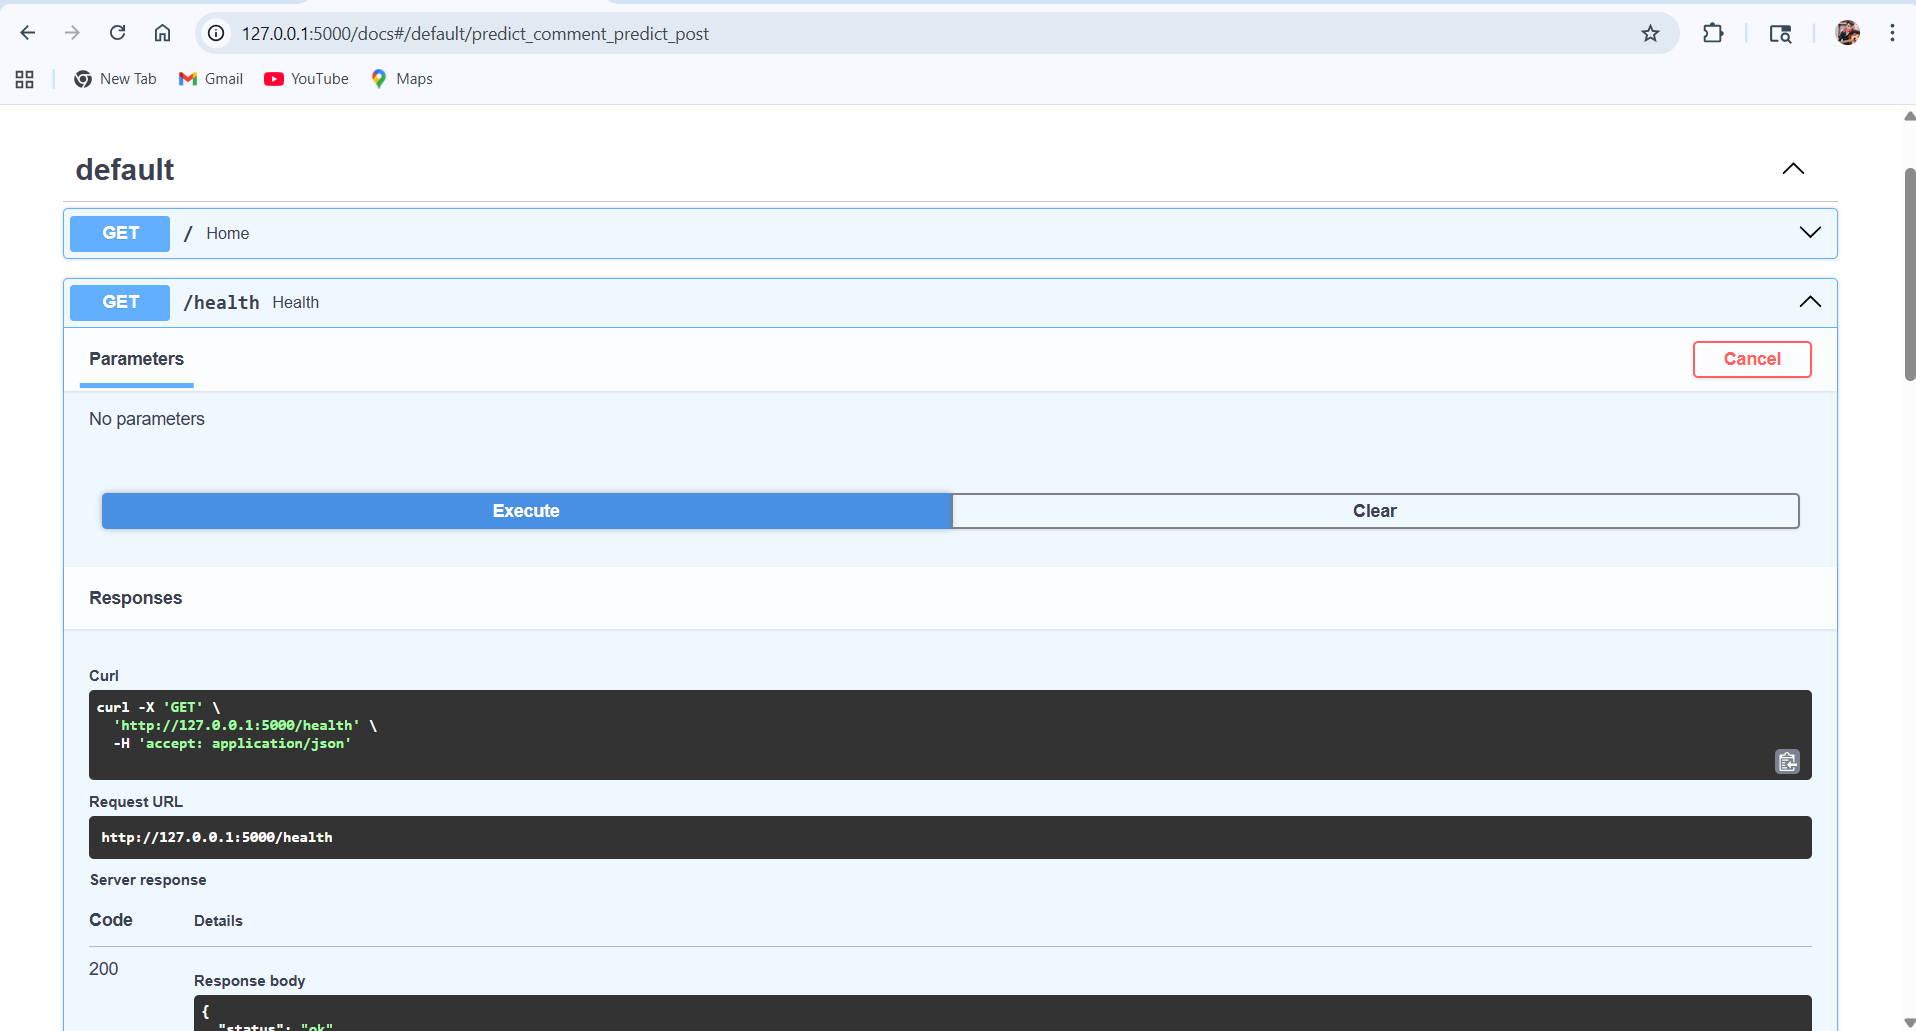 127.0.0.1:5000/docs#/default/predict_comment_predict_post
New Tab Gmail YouTube Maps
default
GET / Home
GET /health Health
Parameters
Cancel
No parameters
Execute
Clear
Responses
Curl
curl -X 'GET' \
'http://127.0.0.1:5000/health' \
-H 'accept: application/json'
Request URL
http://127.0.0.1:5000/health
Server response
Code Details
200
Response body
{
"status": "ok"